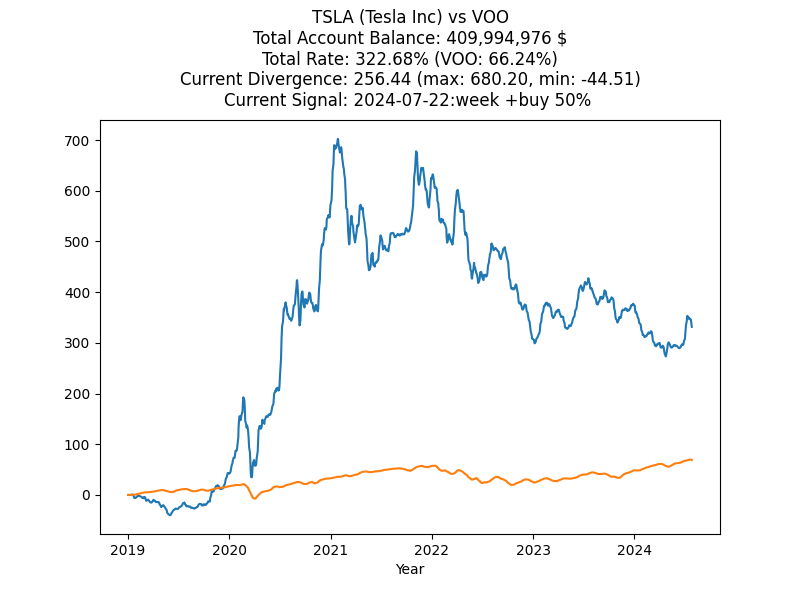 TSLA (Tesla Inc) vs VOO
Total Account Balance: 409,994,976 $
Total Rate: 322.68% (VOO: 66.24%)
Current Divergence: 256.44 (max: 680.20, min: -44.51)
Current Signal: 2024-07-22:week +buy 50%
700
600
500
400
300
200
100
0
2019 2020 2021 2022 2023 2024
Year